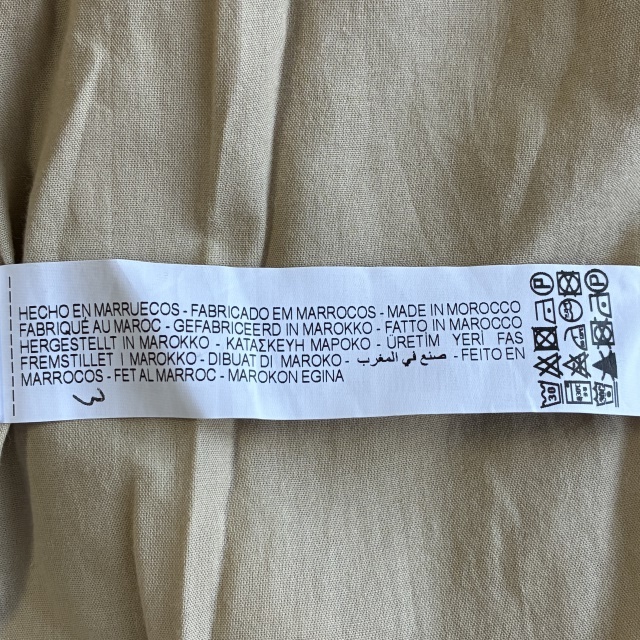 HECHO EN MARRUECOS - FABRICADO EM MARROCOS - MADE IN MOROCCO
FABRIQUÉ AU MAROC - GEFABRICEERD IN MAROKKO - FATTO IN MAROCCO
HERGESTELLT IN MAROKKO - ΚΑΤΑΣΚΕΥΗ ΜΑΡΟΚΟ - ÜRETİM YERİ FAS
FREMSTILLET I MAROKKO - DIBUAT DI MAROKO - صنع في المغرب - FEITO EN
MARROCOS - FET AL MARROC - MAROKON EGINA
3